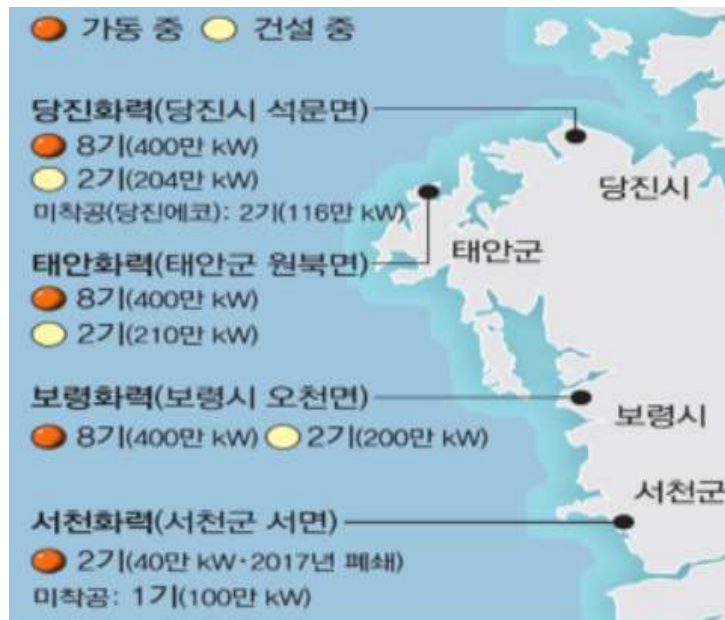 가동 중 건설 중
당진화력(당진시 석문면)
8기(400만 kW)
2기(204만 kW)
미착공(당진에코): 2기(116만 kW)
당진시
태안군
태안화력(태안군 원북면)
8기(400만 kW)
2기(210만 kW)
보령화력(보령시 오천면)
8기(400만 kW) 2기(200만 kW)
보령시
서천군
서천화력(서천군 서면)
2기(40만 kW·2017년 폐쇄)
미착공: 1기(100만 kW)